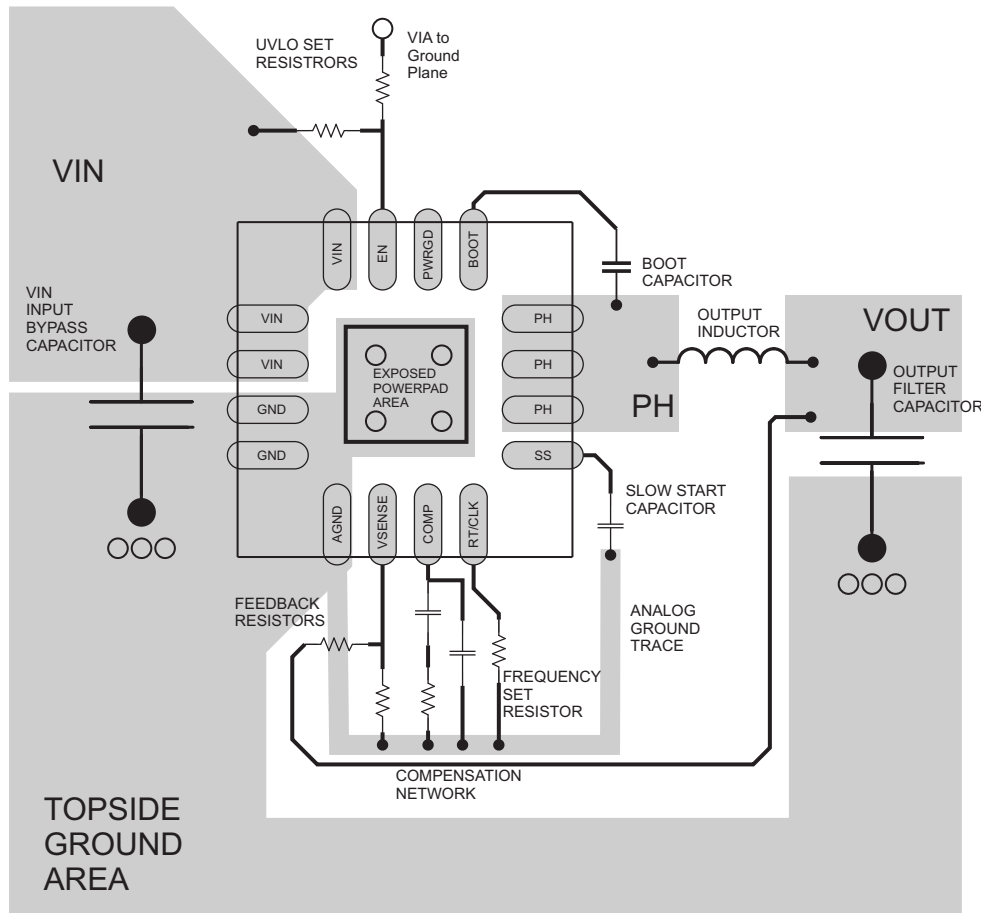 UVLO SET
RESISTRORS
VIA to
Ground
Plane
VIN
VIN
EN
PWRGD
BOOT
BOOT
CAPACITOR
VIN
INPUT
BYPASS
CAPACITOR
VIN
VIN
GND
GND
EXPOSED
POWERPAD
AREA
PH
PH
PH
SS
PH
OUTPUT
INDUCTOR
VOUT
OUTPUT
FILTER
CAPACITOR
SLOW START
CAPACITOR
AGND
VSENSE
COMP
RT/CLK
FEEDBACK
RESISTORS
ANALOG
GROUND
TRACE
FREQUENCY
SET
RESISTOR
COMPENSATION
NETWORK
TOPSIDE
GROUND
AREA